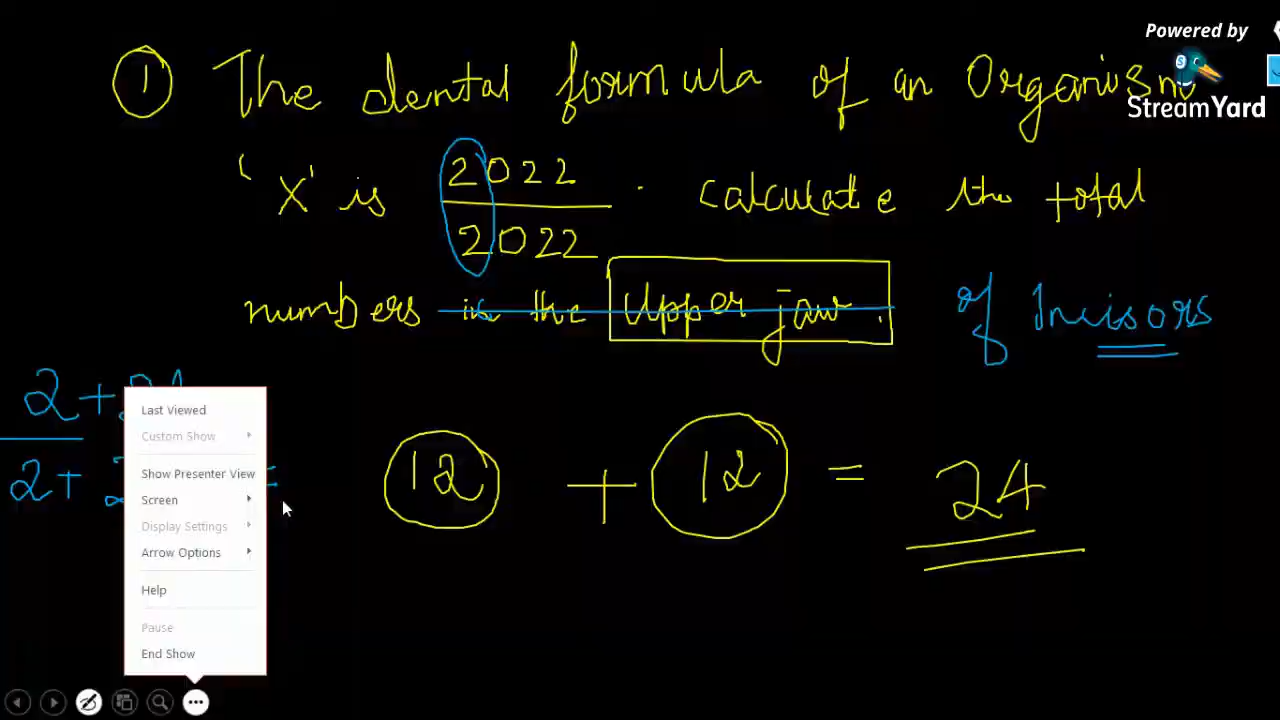 Powered by
StreamYard
① The dental formula of an Organism
'X' is 2022 / 2022 . calculate the total
numbers in the Upper jaw. of Incisors
2 +
2 +
=
12 + 12 = 24
Last Viewed
Custom Show
Show Presenter View
Screen
Display Settings
Arrow Options
Help
Pause
End Show